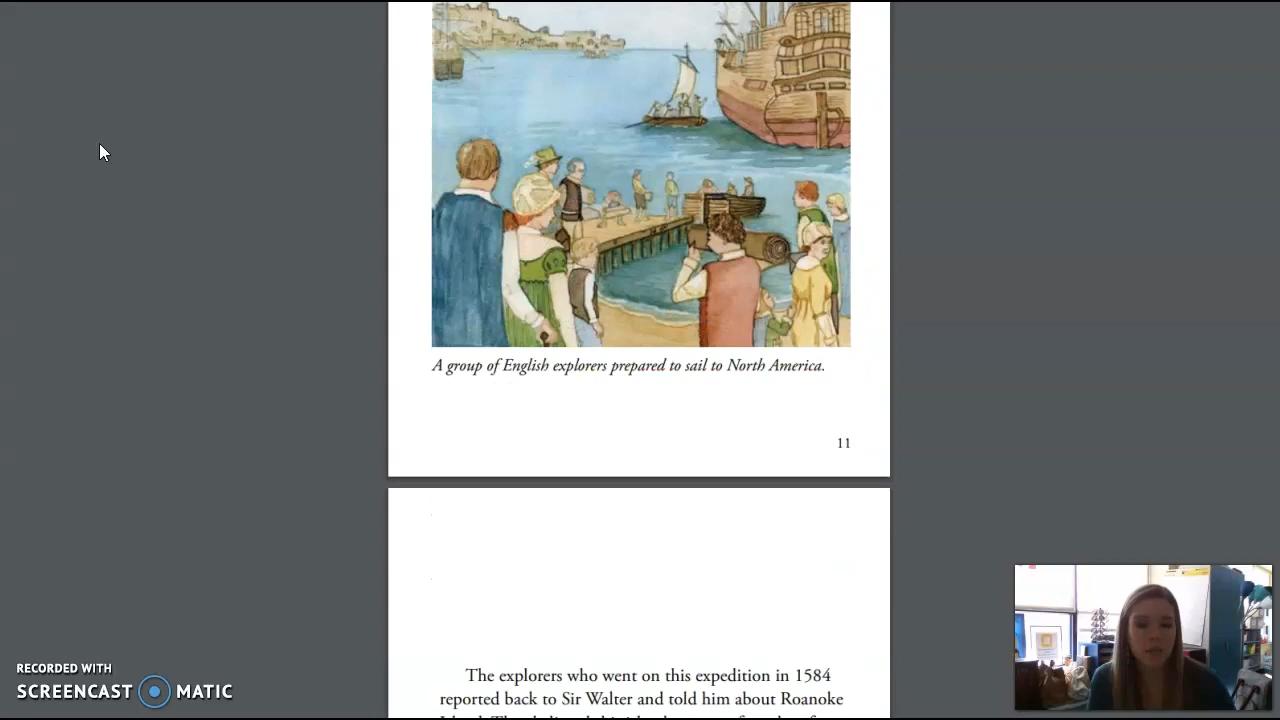 A group of English explorers prepared to sail to North America.
11
The explorers who went on this expedition in 1584
reported back to Sir Walter and told him about Roanoke
RECORDED WITH
SCREENCAST MATIC